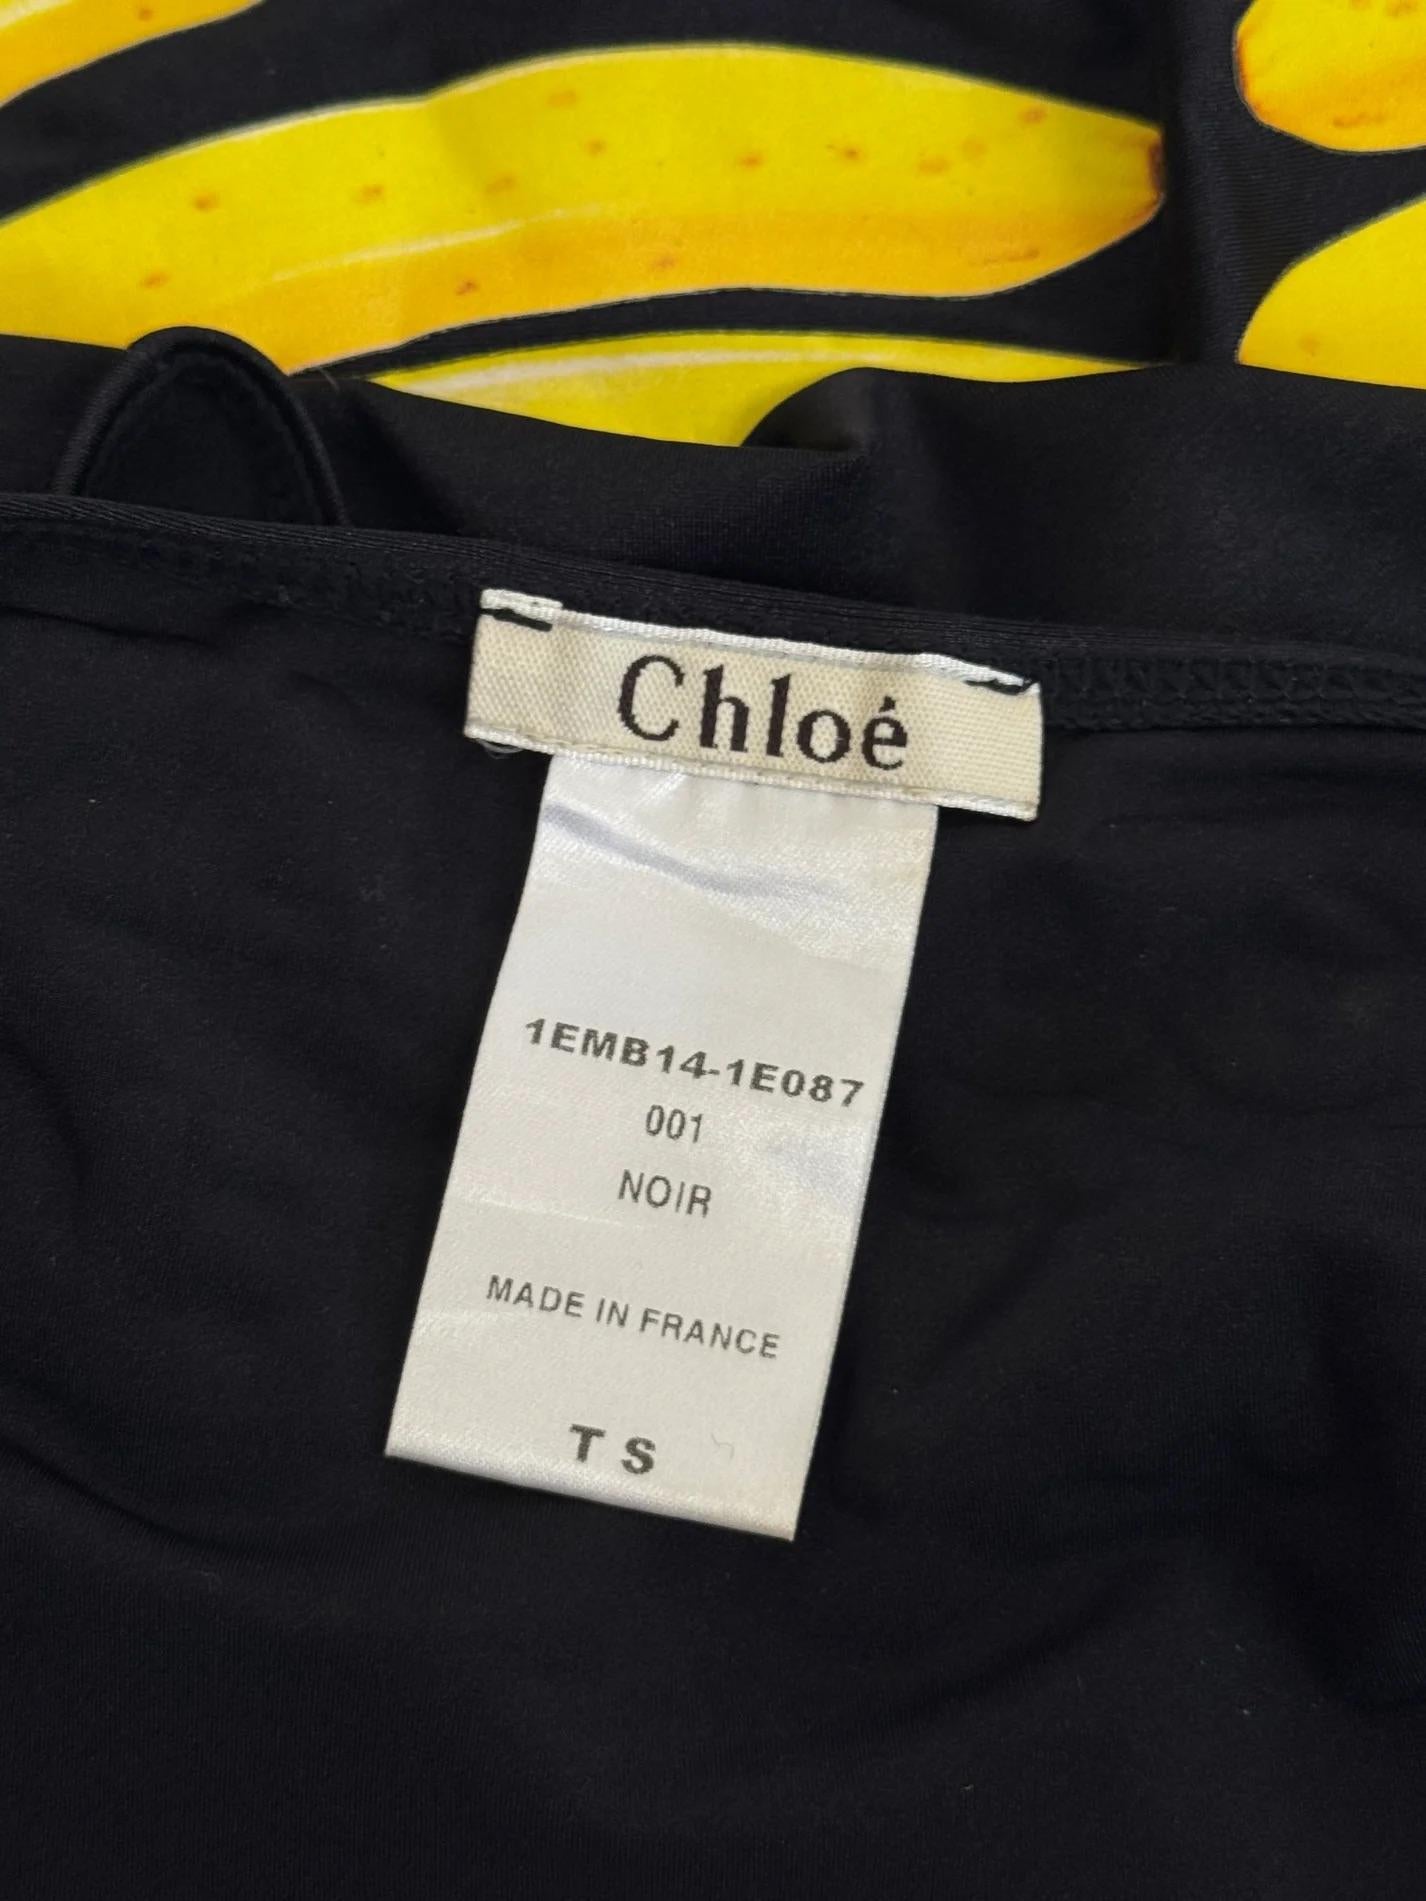 Chloé
1EMB14-1E087
001
NOIR
MADE IN FRANCE
T S